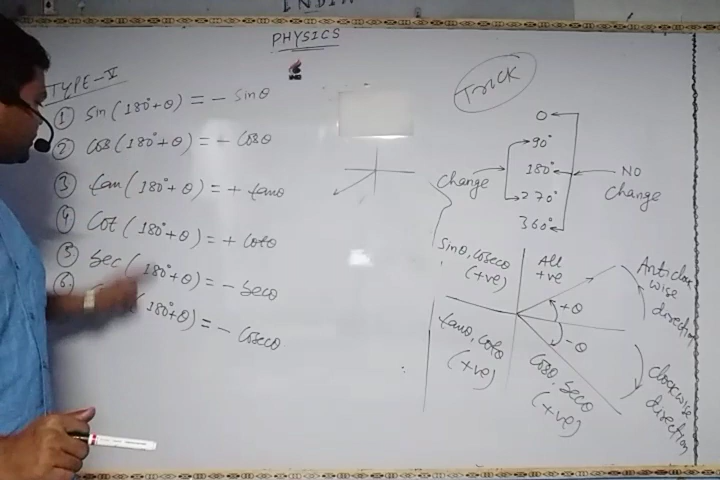 PHYSICS
TYPE-V
① sin(180°+θ) = - sinθ
② cos(180°+θ) = - cosθ
③ tan(180°+θ) = + tanθ
④ cot(180°+θ) = + cotθ
⑤ sec(180°+θ) = - secθ
⑥ (180°+θ) = - cosecθ
Trick
0
90°
180°
270°
360°
Change
NO
Change
sinθ, cosecθ
(+ve)
All
+ve
tanθ, cotθ
(+ve)
cosθ, secθ
(+ve)
+θ
-θ
Anticlock
wise
direction
Clockwise
direction